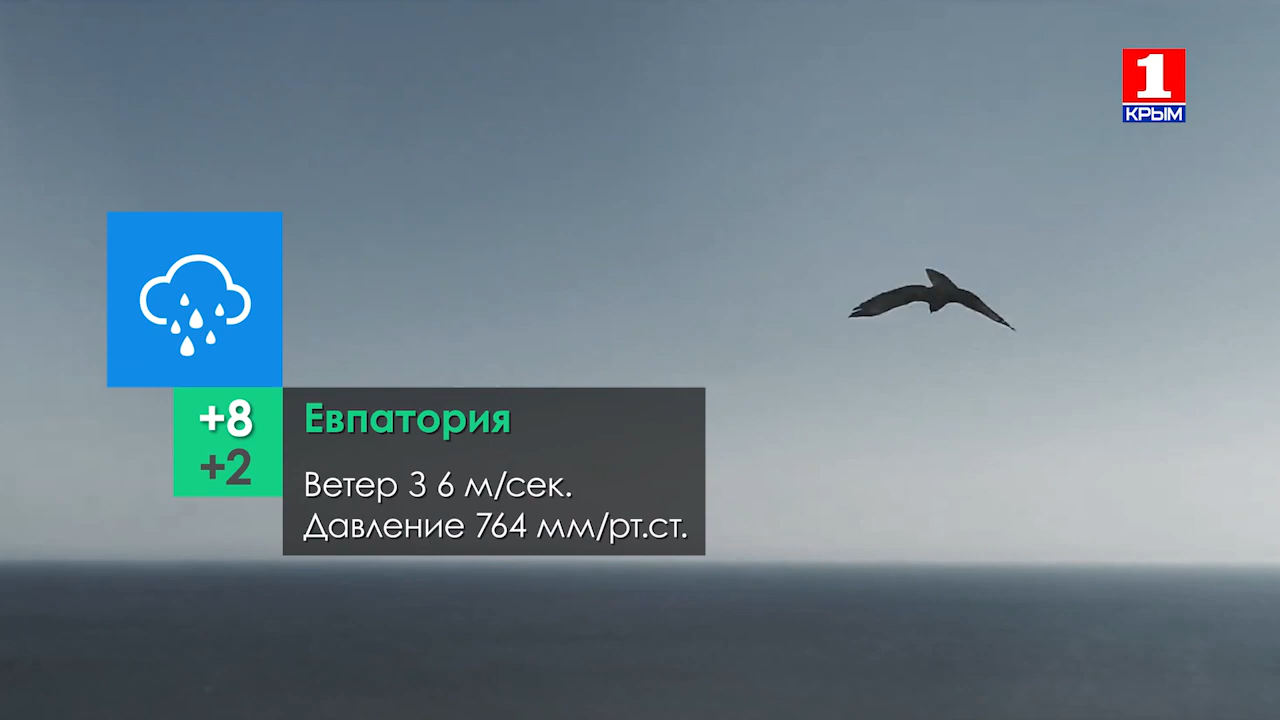 1
КРЫМ
+8
+2
Евпатория
Ветер 3 6 м/сек.
Давление 764 мм/рт.ст.